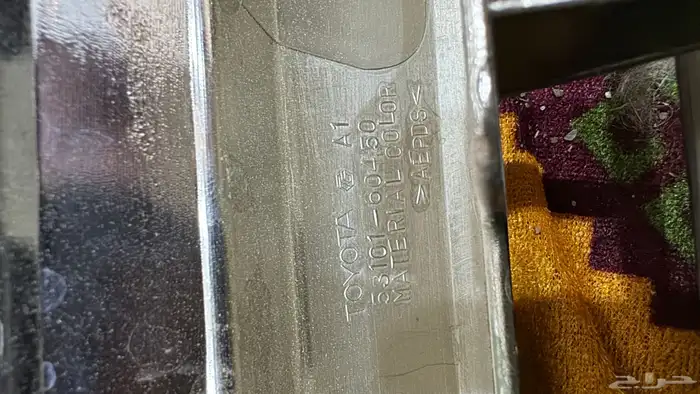 TOYOTA A1
53101-60450
MATERIAL COLOR
>AEPDS<
حراج